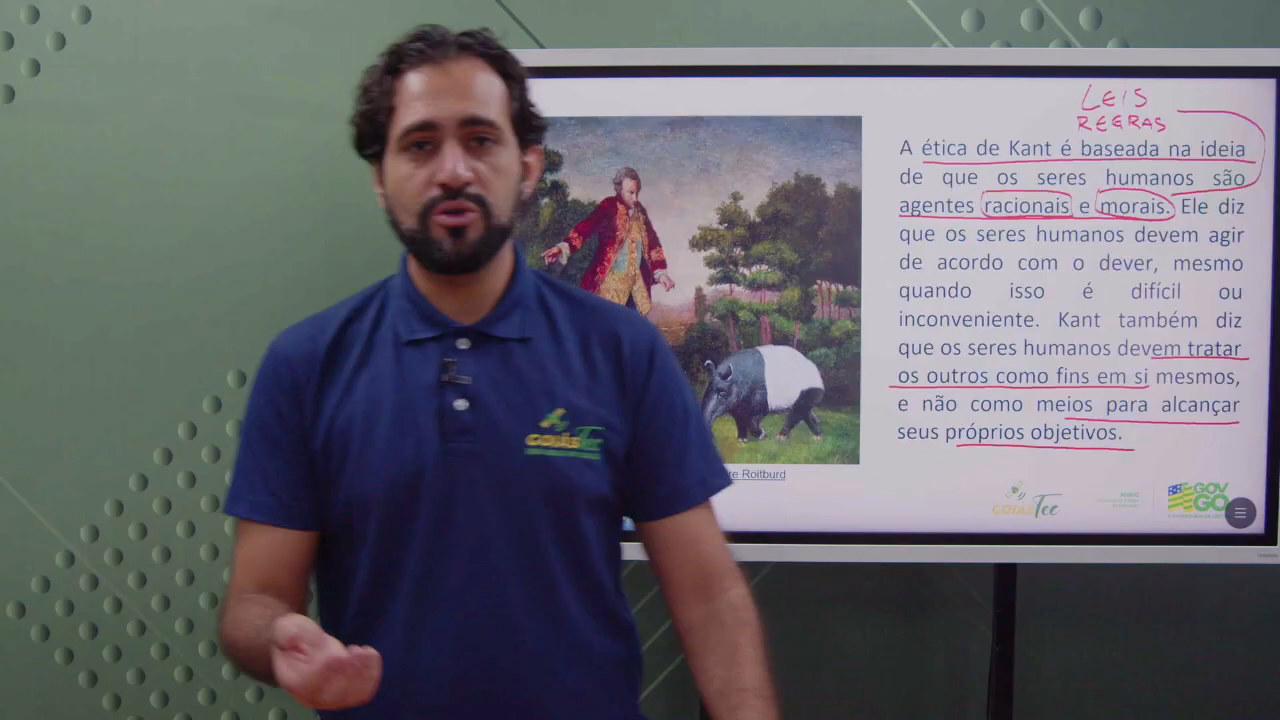 LEIS
REGRAS
A ética de Kant é baseada na ideia
de que os seres humanos são
agentes racionais e morais. Ele diz
que os seres humanos devem agir
de acordo com o dever, mesmo
quando isso é difícil ou
inconveniente. Kant também diz
que os seres humanos devem tratar
os outros como fins em si mesmos,
e não como meios para alcançar
seus próprios objetivos.
Roitburd
GOIÁS Tec
GOIÁS Tec
GOV
GO